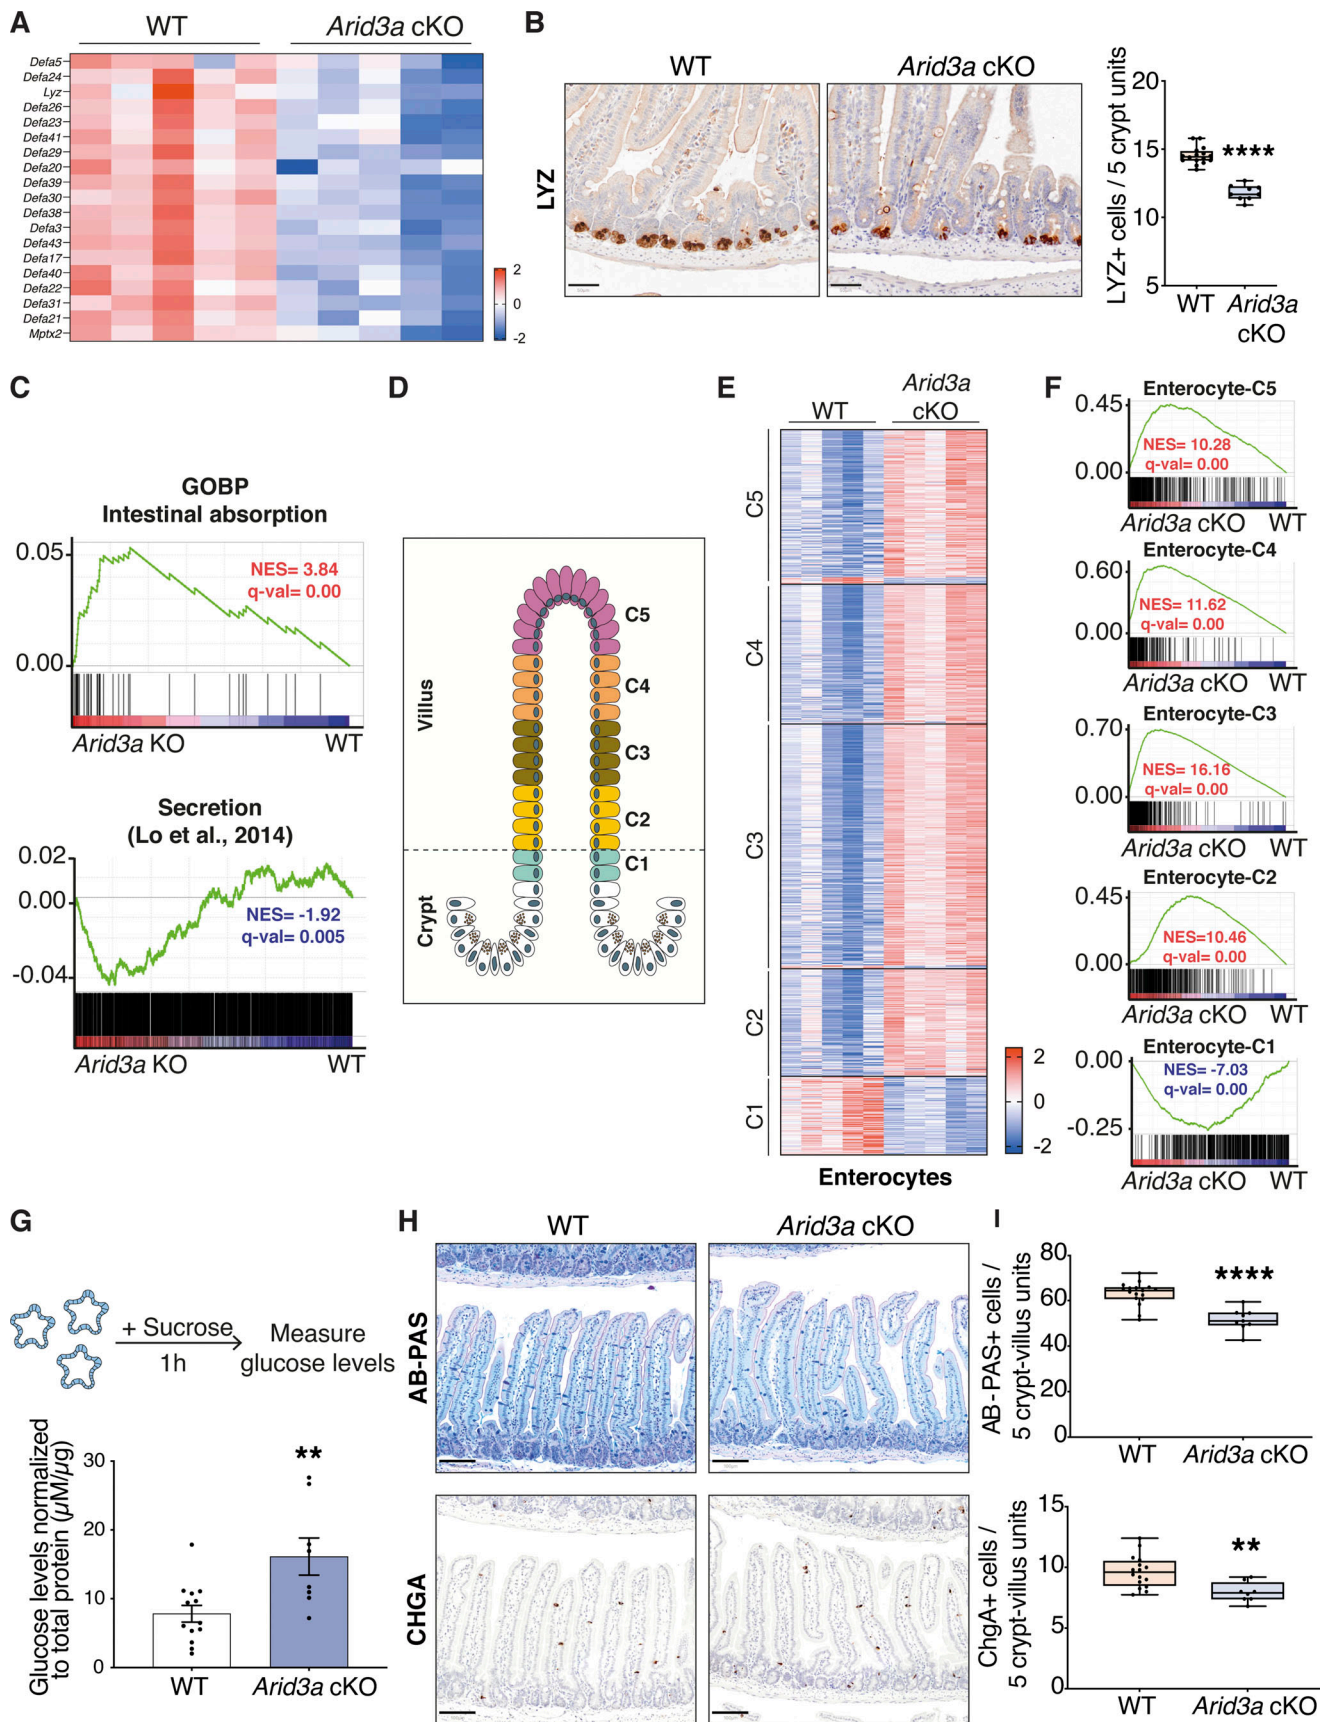 A
WT
Arid3a cKO
Defa5
Defa24
Lyz
Defa26
Defa23
Defa41
Defa29
Defa20
Defa39
Defa30
Defa38
Defa3
Defa43
Defa17
Defa40
Defa22
Defa31
Defa21
Mptx2
2
0
-2
B
WT
Arid3a cKO
LYZ
LYZ+ cells / 5 crypt units
20
15
10
5
****
WT
Arid3a
cKO
C
GOBP
Intestinal absorption
0.05
0.00
NES= 3.84
q-val= 0.00
Arid3a KO
WT
Secretion
(Lo et al., 2014)
0.02
0.00
-0.04
NES= -1.92
q-val= 0.005
Arid3a KO
WT
D
Villus
Crypt
C5
C4
C3
C2
C1
E
WT
Arid3a
cKO
C5
C4
C3
C2
C1
2
0
-2
Enterocytes
F
Enterocyte-C5
0.45
0.00
NES= 10.28
q-val= 0.00
Arid3a cKO WT
Enterocyte-C4
0.60
0.00
NES= 11.62
q-val= 0.00
Arid3a cKO WT
Enterocyte-C3
0.70
0.00
NES= 16.16
q-val= 0.00
Arid3a cKO WT
Enterocyte-C2
0.45
0.00
NES=10.46
q-val= 0.00
Arid3a cKO WT
Enterocyte-C1
0.00
-0.25
NES= -7.03
q-val= 0.00
Arid3a cKO WT
G
+ Sucrose
1h
Measure
glucose levels
Glucose levels normalized
to total protein (µM/µg)
30
20
10
0
**
WT
Arid3a cKO
H
WT
Arid3a cKO
AB-PAS
CHGA
I
AB-PAS+ cells /
5 crypt-villus units
80
60
40
20
0
****
WT
Arid3a cKO
ChgA+ cells /
5 crypt-villus units
15
10
5
0
**
WT
Arid3a cKO